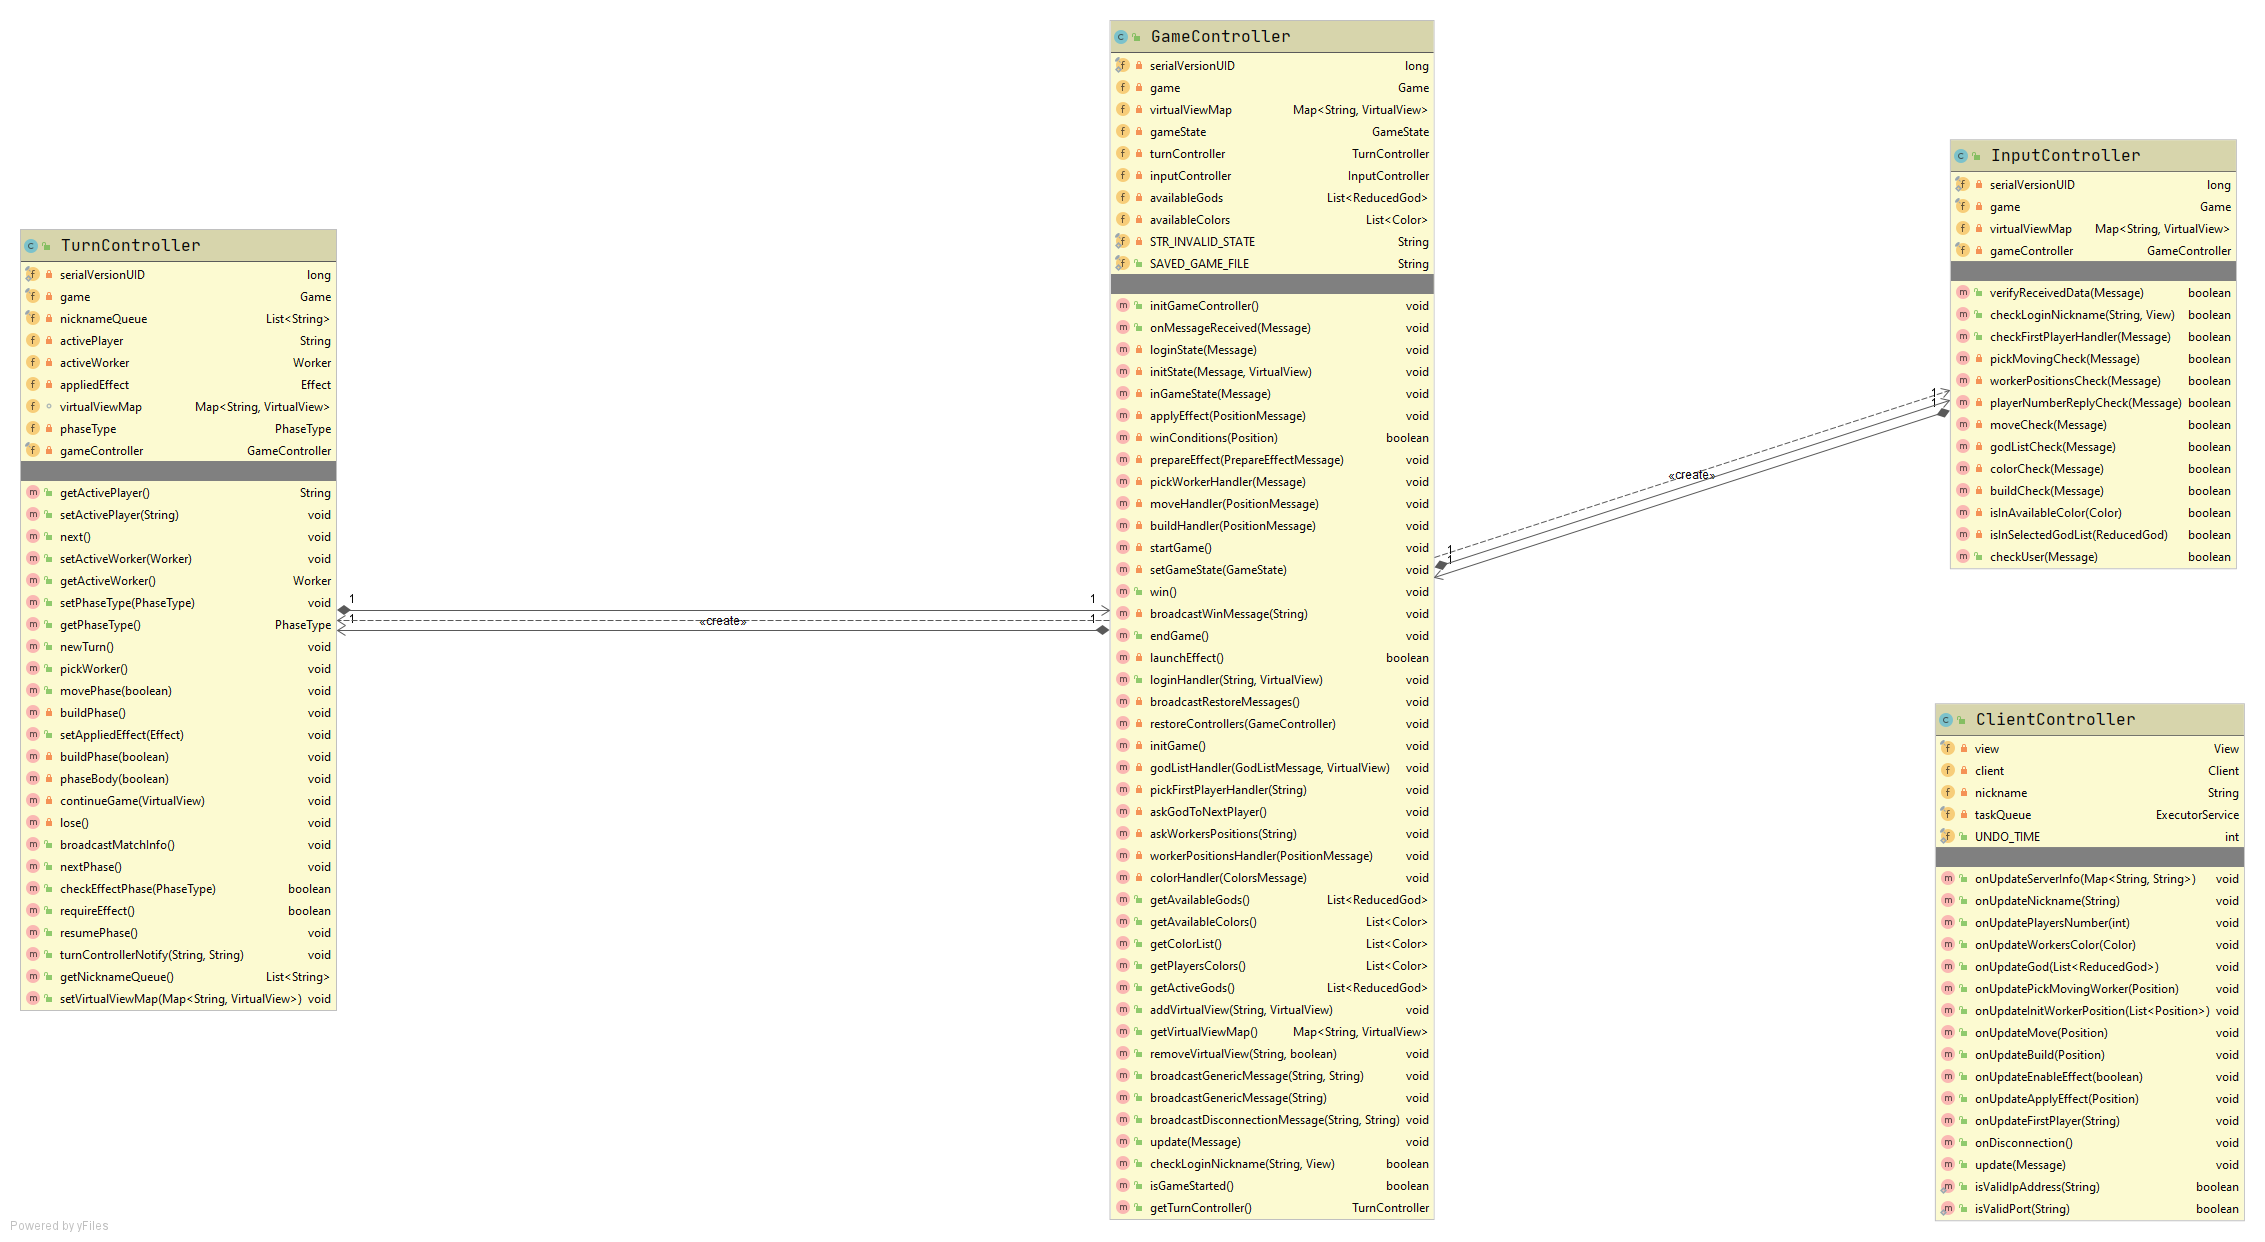 GameController
serialVersionUID long
game Game
virtualViewMap Map<String, VirtualView>
gameState GameState
turnController TurnController
inputController InputController
availableGods List<ReducedGod>
availableColors List<Color>
STR_INVALID_STATE String
SAVED_GAME_FILE String
initGameController() void
onMessageReceived(Message) void
loginState(Message) void
initState(Message, VirtualView) void
inGameState(Message) void
applyEffect(PositionMessage) void
winConditions(Position) boolean
prepareEffect(PrepareEffectMessage) void
pickWorkerHandler(Message) void
moveHandler(PositionMessage) void
buildHandler(PositionMessage) void
startGame() void
setGameState(GameState) void
win() void
broadcastWinMessage(String) void
endGame() void
launchEffect() boolean
loginHandler(String, VirtualView) void
broadcastRestoreMessages() void
restoreControllers(GameController) void
initGame() void
godListHandler(GodListMessage, VirtualView) void
pickFirstPlayerHandler(String) void
askGodToNextPlayer() void
askWorkersPositions(String) void
workerPositionsHandler(PositionMessage) void
colorHandler(ColorsMessage) void
getAvailableGods() List<ReducedGod>
getAvailableColors() List<Color>
getColorList() List<Color>
getPlayersColors() List<Color>
getActiveGods() List<ReducedGod>
addVirtualView(String, VirtualView) void
getVirtualViewMap() Map<String, VirtualView>
removeVirtualView(String, boolean) void
broadcastGenericMessage(String, String) void
broadcastGenericMessage(String) void
broadcastDisconnectionMessage(String, String) void
update(Message) void
checkLoginNickname(String, View) boolean
isGameStarted() boolean
getTurnController() TurnController
InputController
serialVersionUID long
game Game
virtualViewMap Map<String, VirtualView>
gameController GameController
verifyReceivedData(Message) boolean
checkLoginNickname(String, View) boolean
checkFirstPlayerHandler(Message) boolean
pickMovingCheck(Message) boolean
workerPositionsCheck(Message) boolean
playerNumberReplyCheck(Message) boolean
moveCheck(Message) boolean
godListCheck(Message) boolean
colorCheck(Message) boolean
buildCheck(Message) boolean
isInAvailableColor(Color) boolean
isInSelectedGodList(ReducedGod) boolean
checkUser(Message) boolean
TurnController
serialVersionUID long
game Game
nicknameQueue List<String>
activePlayer String
activeWorker Worker
appliedEffect Effect
virtualViewMap Map<String, VirtualView>
phaseType PhaseType
gameController GameController
getActivePlayer() String
setActivePlayer(String) void
next() void
setActiveWorker(Worker) void
getActiveWorker() Worker
setPhaseType(PhaseType) void
getPhaseType() PhaseType
newTurn() void
pickWorker() void
movePhase(boolean) void
buildPhase() void
setAppliedEffect(Effect) void
buildPhase(boolean) void
phaseBody(boolean) void
continueGame(VirtualView) void
lose() void
broadcastMatchInfo() void
nextPhase() void
checkEffectPhase(PhaseType) boolean
requireEffect() boolean
resumePhase() void
turnControllerNotify(String, String) void
getNicknameQueue() List<String>
setVirtualViewMap(Map<String, VirtualView>) void
1
1
«create»
1
1
1
1
«create»
1
1
ClientController
view View
client Client
nickname String
taskQueue ExecutorService
UNDO_TIME int
onUpdateServerInfo(Map<String, String>) void
onUpdateNickname(String) void
onUpdatePlayersNumber(int) void
onUpdateWorkersColor(Color) void
onUpdateGod(List<ReducedGod>) void
onUpdatePickMovingWorker(Position) void
onUpdateInitWorkerPosition(List<Position>) void
onUpdateMove(Position) void
onUpdateBuild(Position) void
onUpdateEnableEffect(boolean) void
onUpdateApplyEffect(Position) void
onUpdateFirstPlayer(String) void
onDisconnection() void
update(Message) void
isValidIpAddress(String) boolean
isValidPort(String) boolean
Powered by yFiles